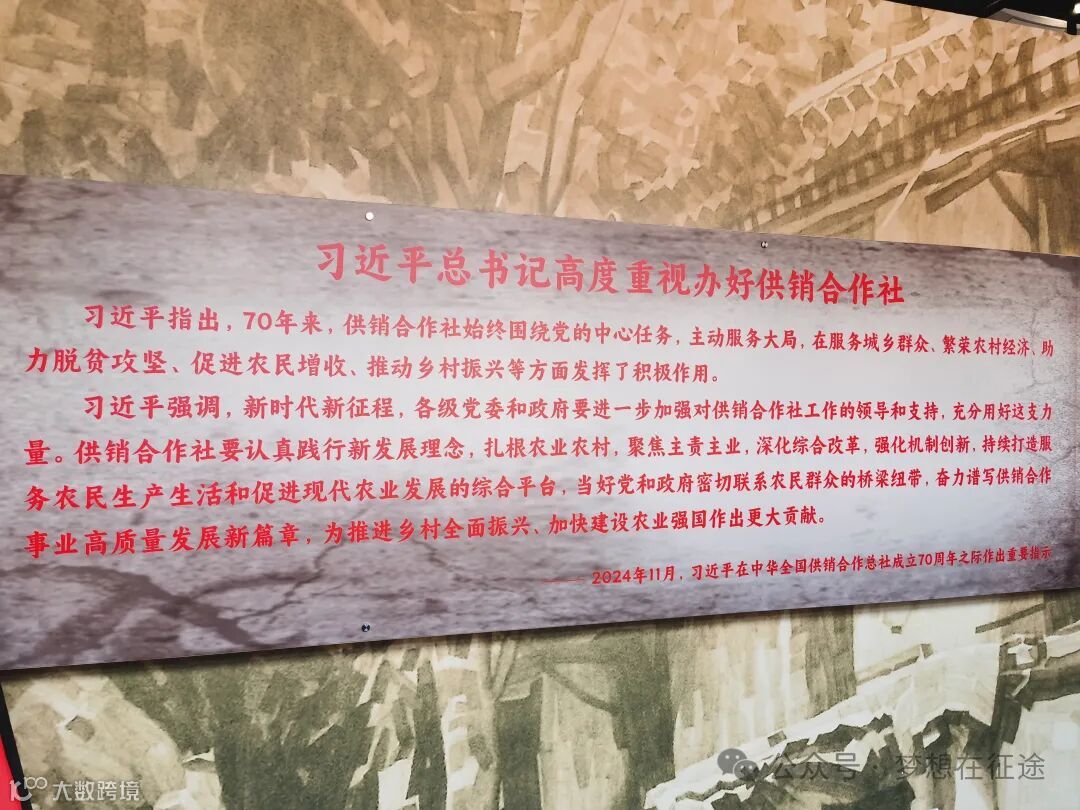 习近平总书记高度重视办好供销合作社
习近平指出，70年来，供销合作社始终围绕党的中心任务，主动服务大局，在服务城乡群众、繁荣农村经济、助
力脱贫攻坚、促进农民增收、推动乡村振兴等方面发挥了积极作用。
习近平强调，新时代新征程，各级党委和政府要进一步加强对供销合作社工作的领导和支持，充分用好这支力
量。供销合作社要认真践行新发展理念，扎根农业农村，聚焦主责主业，深化综合改革，强化机制创新，持续打造服
务农民生产生活和促进现代农业发展的综合平台，当好党和政府密切联系农民群众的桥梁纽带，奋力谱写供销合作
事业高质量发展新篇章，为推进乡村全面振兴、加快建设农业强国作出更大贡献。
——2024年11月，习近平在中华全国供销合作总社成立70周年之际作出重要指示
公众号·梦想在征途
大数跨境